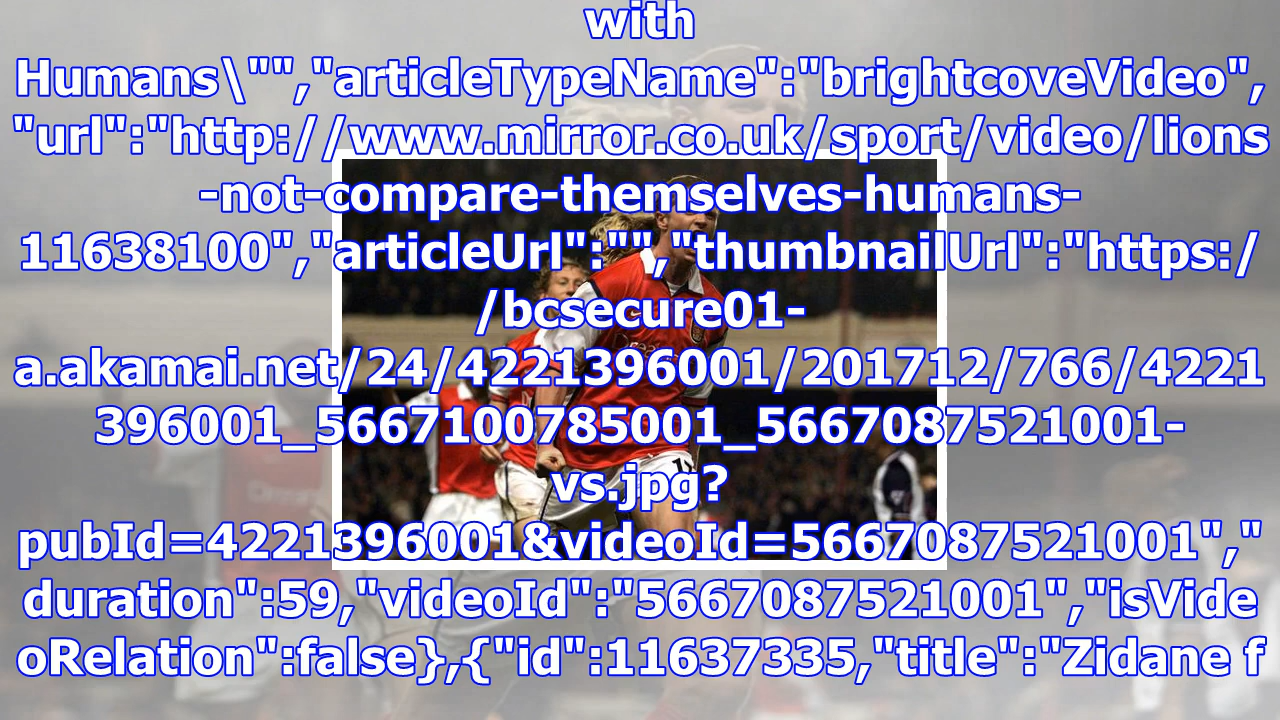 with
Humans\"","articleTypeName":"brightcoveVideo",
"url":"http://www.mirror.co.uk/sport/video/lions
-not-compare-themselves-humans-
11638100","articleUrl":"","thumbnailUrl":"https:/
/bcsecure01-
a.akamai.net/24/4221396001/201712/766/4221
396001_5667100785001_5667087521001-
vs.jpg?
pubId=4221396001&videoId=5667087521001","
duration":59,"videoId":"5667087521001","isVide
oRelation":false},{"id":11637335,"title":"Zidane f